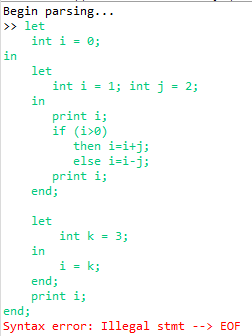 Begin parsing...
>> let
    int i = 0;
in
    let
       int i = 1; int j = 2;
    in
       print i;
       if (i>0)
          then i=i+j;
          else i=i-j;
       print i;
    end;

    let
        int k = 3;
    in
        i = k;
    end;
    print i;
end;
Syntax error: Illegal stmt --> EOF